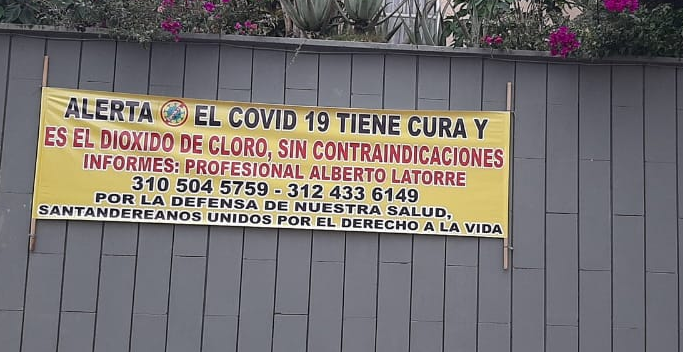 ALERTA EL COVID 19 TIENE CURA Y
ES EL DIOXIDO DE CLORO, SIN CONTRAINDICACIONES
INFORMES: PROFESIONAL ALBERTO LATORRE
310 504 5759 - 312 433 6149
POR LA DEFENSA DE NUESTRA SALUD,
SANTANDEREANOS UNIDOS POR EL DERECHO A LA VIDA